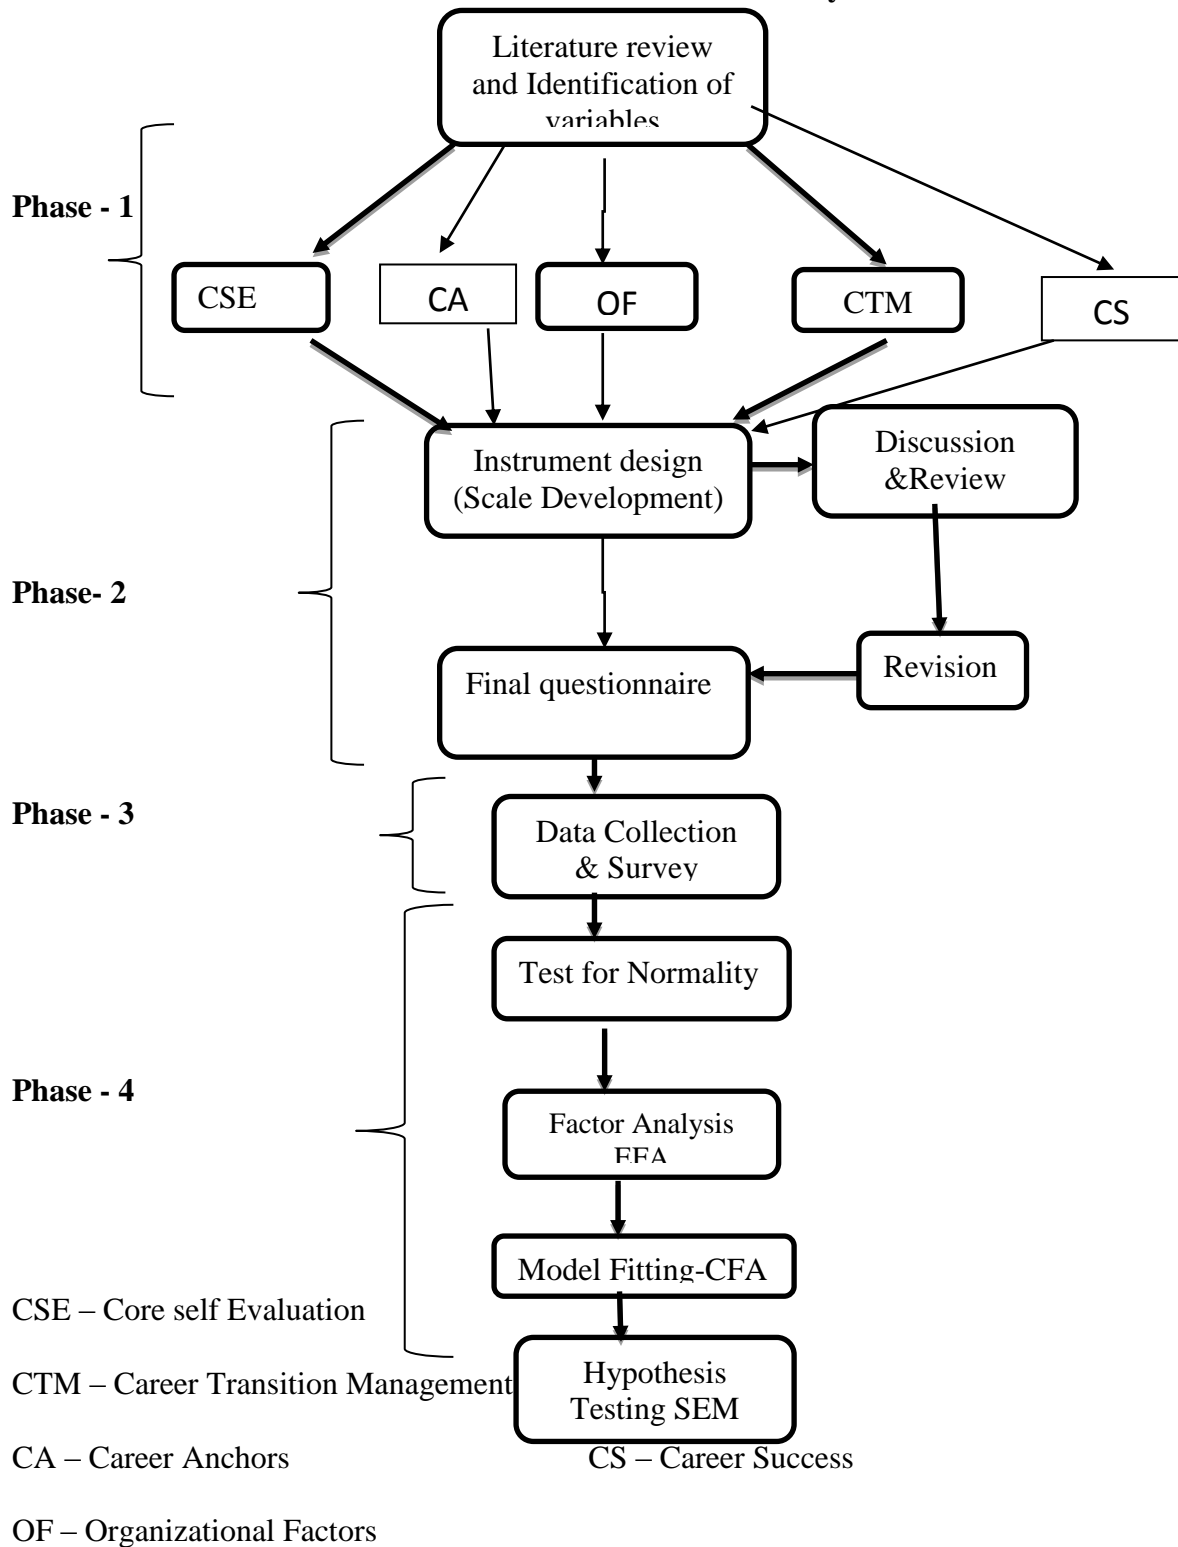 Literature review
and Identification of
variables
Phase - 1
CSE
CA
OF
CTM
CS
Instrument design
(Scale Development)
Discussion
&Review
Phase- 2
Final questionnaire
Revision
Phase - 3
Data Collection
& Survey
Test for Normality
Phase - 4
Factor Analysis
EFA
Model Fitting-CFA
CSE – Core self Evaluation
Hypothesis
Testing SEM
CTM – Career Transition Management
CA – Career Anchors
CS – Career Success
OF – Organizational Factors